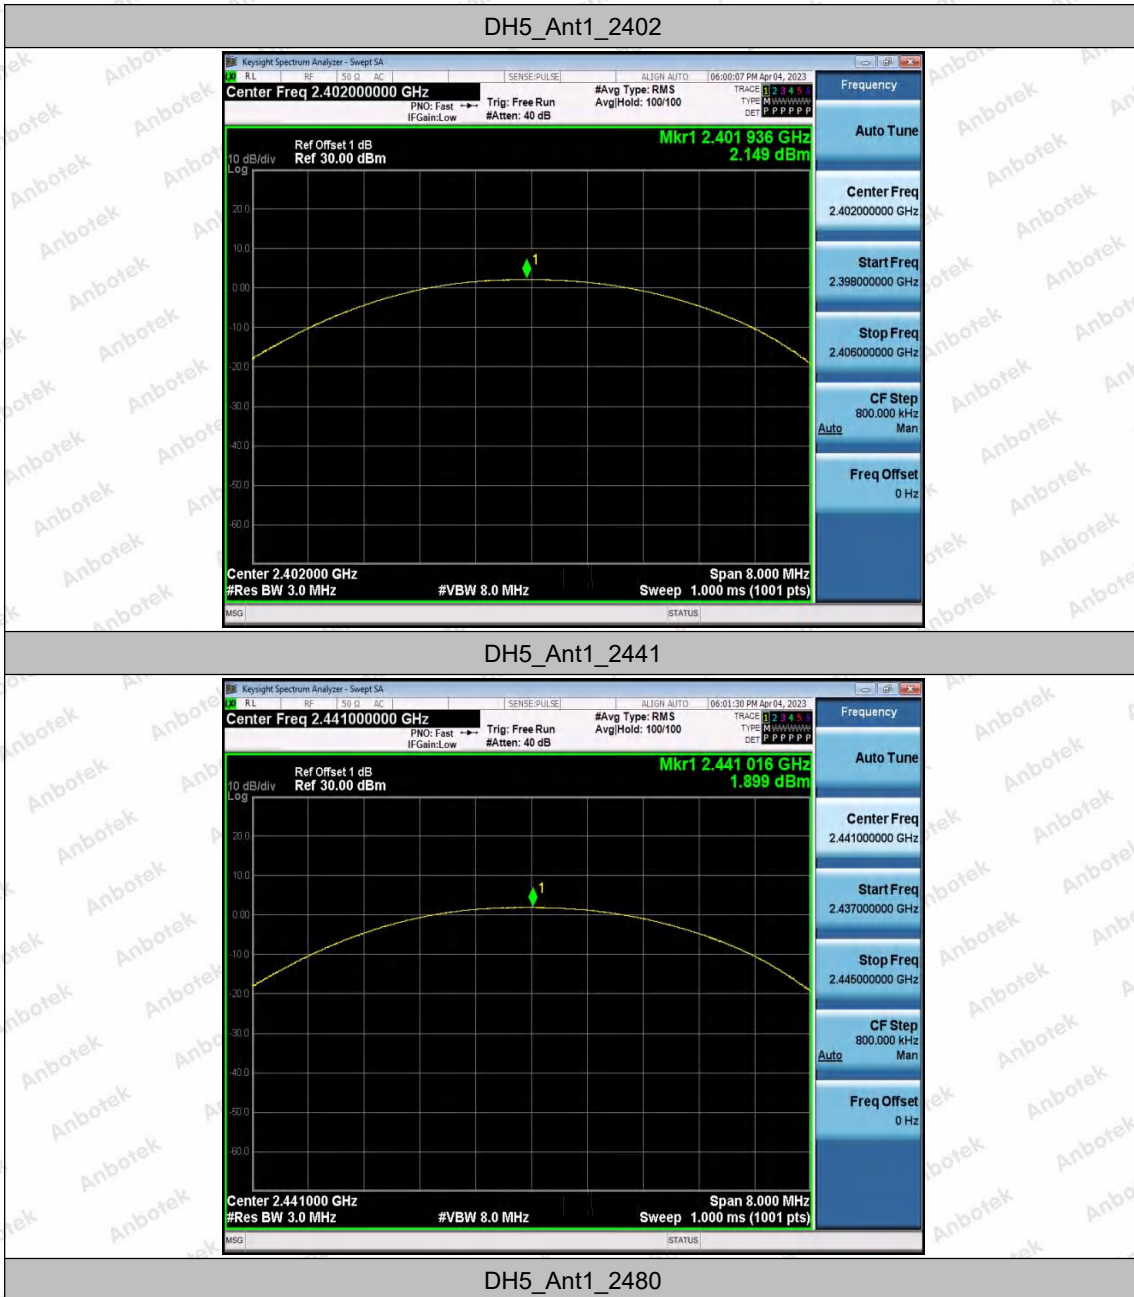 DH5_Ant1_2402
Keysight Spectrum Analyzer - Swept SA
RL RF 50 Ω AC SENSE:PULSE ALIGN AUTO 06:00:07 PM Apr 04, 2023
Center Freq 2.402000000 GHz
PNO: Fast
IFGain:Low
Trig: Free Run
#Atten: 40 dB
#Avg Type: RMS
Avg|Hold: 100/100
TRACE 1 2 3 4 5
TYPE M
DET P P P P P P
Frequency
Ref Offset 1 dB
10 dB/div Ref 30.00 dBm
Log
Mkr1 2.401 936 GHz
2.149 dBm
20.0
10.0
0.00
-10.0
-20.0
-30.0
-40.0
-50.0
-60.0
1
Center 2.402000 GHz Span 8.000 MHz
#Res BW 3.0 MHz #VBW 8.0 MHz Sweep 1.000 ms (1001 pts)
MSG STATUS
Auto Tune
Center Freq
2.402000000 GHz
Start Freq
2.398000000 GHz
Stop Freq
2.406000000 GHz
CF Step
800.000 kHz
Auto Man
Freq Offset
0 Hz
DH5_Ant1_2441
Keysight Spectrum Analyzer - Swept SA
RL RF 50 Ω AC SENSE:PULSE ALIGN AUTO 06:01:30 PM Apr 04, 2023
Center Freq 2.441000000 GHz
PNO: Fast
IFGain:Low
Trig: Free Run
#Atten: 40 dB
#Avg Type: RMS
Avg|Hold: 100/100
TRACE 1 2 3 4 5
TYPE M
DET P P P P P P
Frequency
Ref Offset 1 dB
10 dB/div Ref 30.00 dBm
Log
Mkr1 2.441 016 GHz
1.899 dBm
20.0
10.0
0.00
-10.0
-20.0
-30.0
-40.0
-50.0
-60.0
1
Center 2.441000 GHz Span 8.000 MHz
#Res BW 3.0 MHz #VBW 8.0 MHz Sweep 1.000 ms (1001 pts)
MSG STATUS
Auto Tune
Center Freq
2.441000000 GHz
Start Freq
2.437000000 GHz
Stop Freq
2.445000000 GHz
CF Step
800.000 kHz
Auto Man
Freq Offset
0 Hz
DH5_Ant1_2480
Anbotek